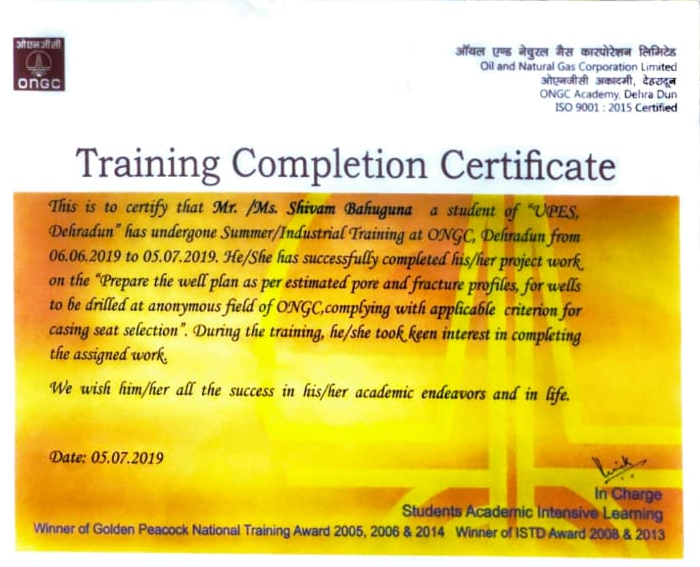 ओएनजीसी
ONGC
ऑयल एण्ड नेचुरल गैस कारपोरेशन लिमिटेड
Oil and Natural Gas Corporation Limited
ओएनजीसी अकादमी, देहरादून
ONGC Academy, Dehra Dun
ISO 9001 : 2015 Certified
Training Completion Certificate
This is to certify that Mr. /Ms. Shivam Bahuguna a student of "UPES,
Dehradun" has undergone Summer/Industrial Training at ONGC, Dehradun from
06.06.2019 to 05.07.2019. He/She has successfully completed his/her project work
on the "Prepare the well plan as per estimated pore and fracture profiles, for wells
to be drilled at anonymous field of ONGC,complying with applicable criterion for
casing seat selection". During the training, he/she took keen interest in completing
the assigned work.
We wish him/her all the success in his/her academic endeavors and in life.
Date: 05.07.2019
In Charge
Students Academic Intensive Learning
Winner of Golden Peacock National Training Award 2005, 2006 & 2014 Winner of ISTD Award 2008 & 2013